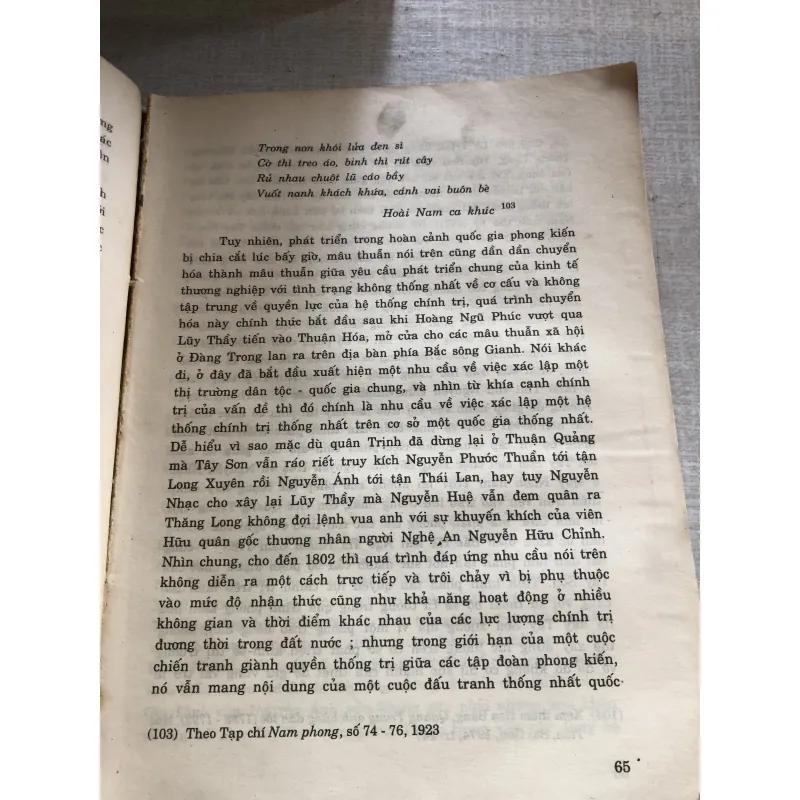 ng
ác
ện
h
ối
c
c
Trong non khói lửa đen sì
Cờ thì treo áo, binh thì rút cây
Rủ nhau chuột lũ cáo bầy
Vuốt nanh khách khứa, cánh vai buôn bè
Hoài Nam ca khúc 103
Tuy nhiên, phát triển trong hoàn cảnh quốc gia phong kiến
bị chia cắt lúc bấy giờ, mâu thuẫn nói trên cũng dần dần chuyển
hóa thành mâu thuẫn giữa yêu cầu phát triển chung của kinh tế
thương nghiệp với tình trạng không thống nhất về cơ cấu và không
tập trung về quyền lực của hệ thống chính trị, quá trình chuyển
hóa này chính thức bắt đầu sau khi Hoàng Ngũ Phúc vượt qua
Lũy Thầy tiến vào Thuận Hóa, mở cửa cho các mâu thuẫn xã hội
ở Đàng Trong lan ra trên địa bàn phía Bắc sông Gianh. Nói khác
đi, ở đây đã bắt đầu xuất hiện một nhu cầu về việc xác lập một
thị trường dân tộc - quốc gia chung, và nhìn từ khía cạnh chính
trị của vấn đề thì đó chính là nhu cầu về việc xác lập một hệ
thống chính trị thống nhất trên cơ sở một quốc gia thống nhất.
Dễ hiểu vì sao mặc dù quân Trịnh đã dừng lại ở Thuận Quảng
mà Tây Sơn vẫn ráo riết truy kích Nguyễn Phước Thuần tới tận
Long Xuyên rồi Nguyễn Ánh tới tận Thái Lan, hay tuy Nguyễn
Nhạc cho xây lại Lũy Thầy mà Nguyễn Huệ vẫn đem quân ra
Thăng Long không đợi lệnh vua anh với sự khuyến khích của viên
Hữu quân gốc thương nhân người Nghệ An Nguyễn Hữu Chỉnh.
Nhìn chung, cho đến 1802 thì quá trình đáp ứng nhu cầu nói trên
không diễn ra một cách trực tiếp và trôi chảy vì bị phụ thuộc
vào mức độ nhận thức cũng như khả năng hoạt động ở nhiều
không gian và thời điểm khác nhau của các lực lượng chính trị
đương thời trong đất nước ; nhưng trong giới hạn của một cuộc
chiến tranh giành quyền thống trị giữa các tập đoàn phong kiến,
nó vẫn mang nội dung của một cuộc đấu tranh thống nhất quốc
(103) Theo Tạp chí Nam phong, số 74 - 76, 1923
65